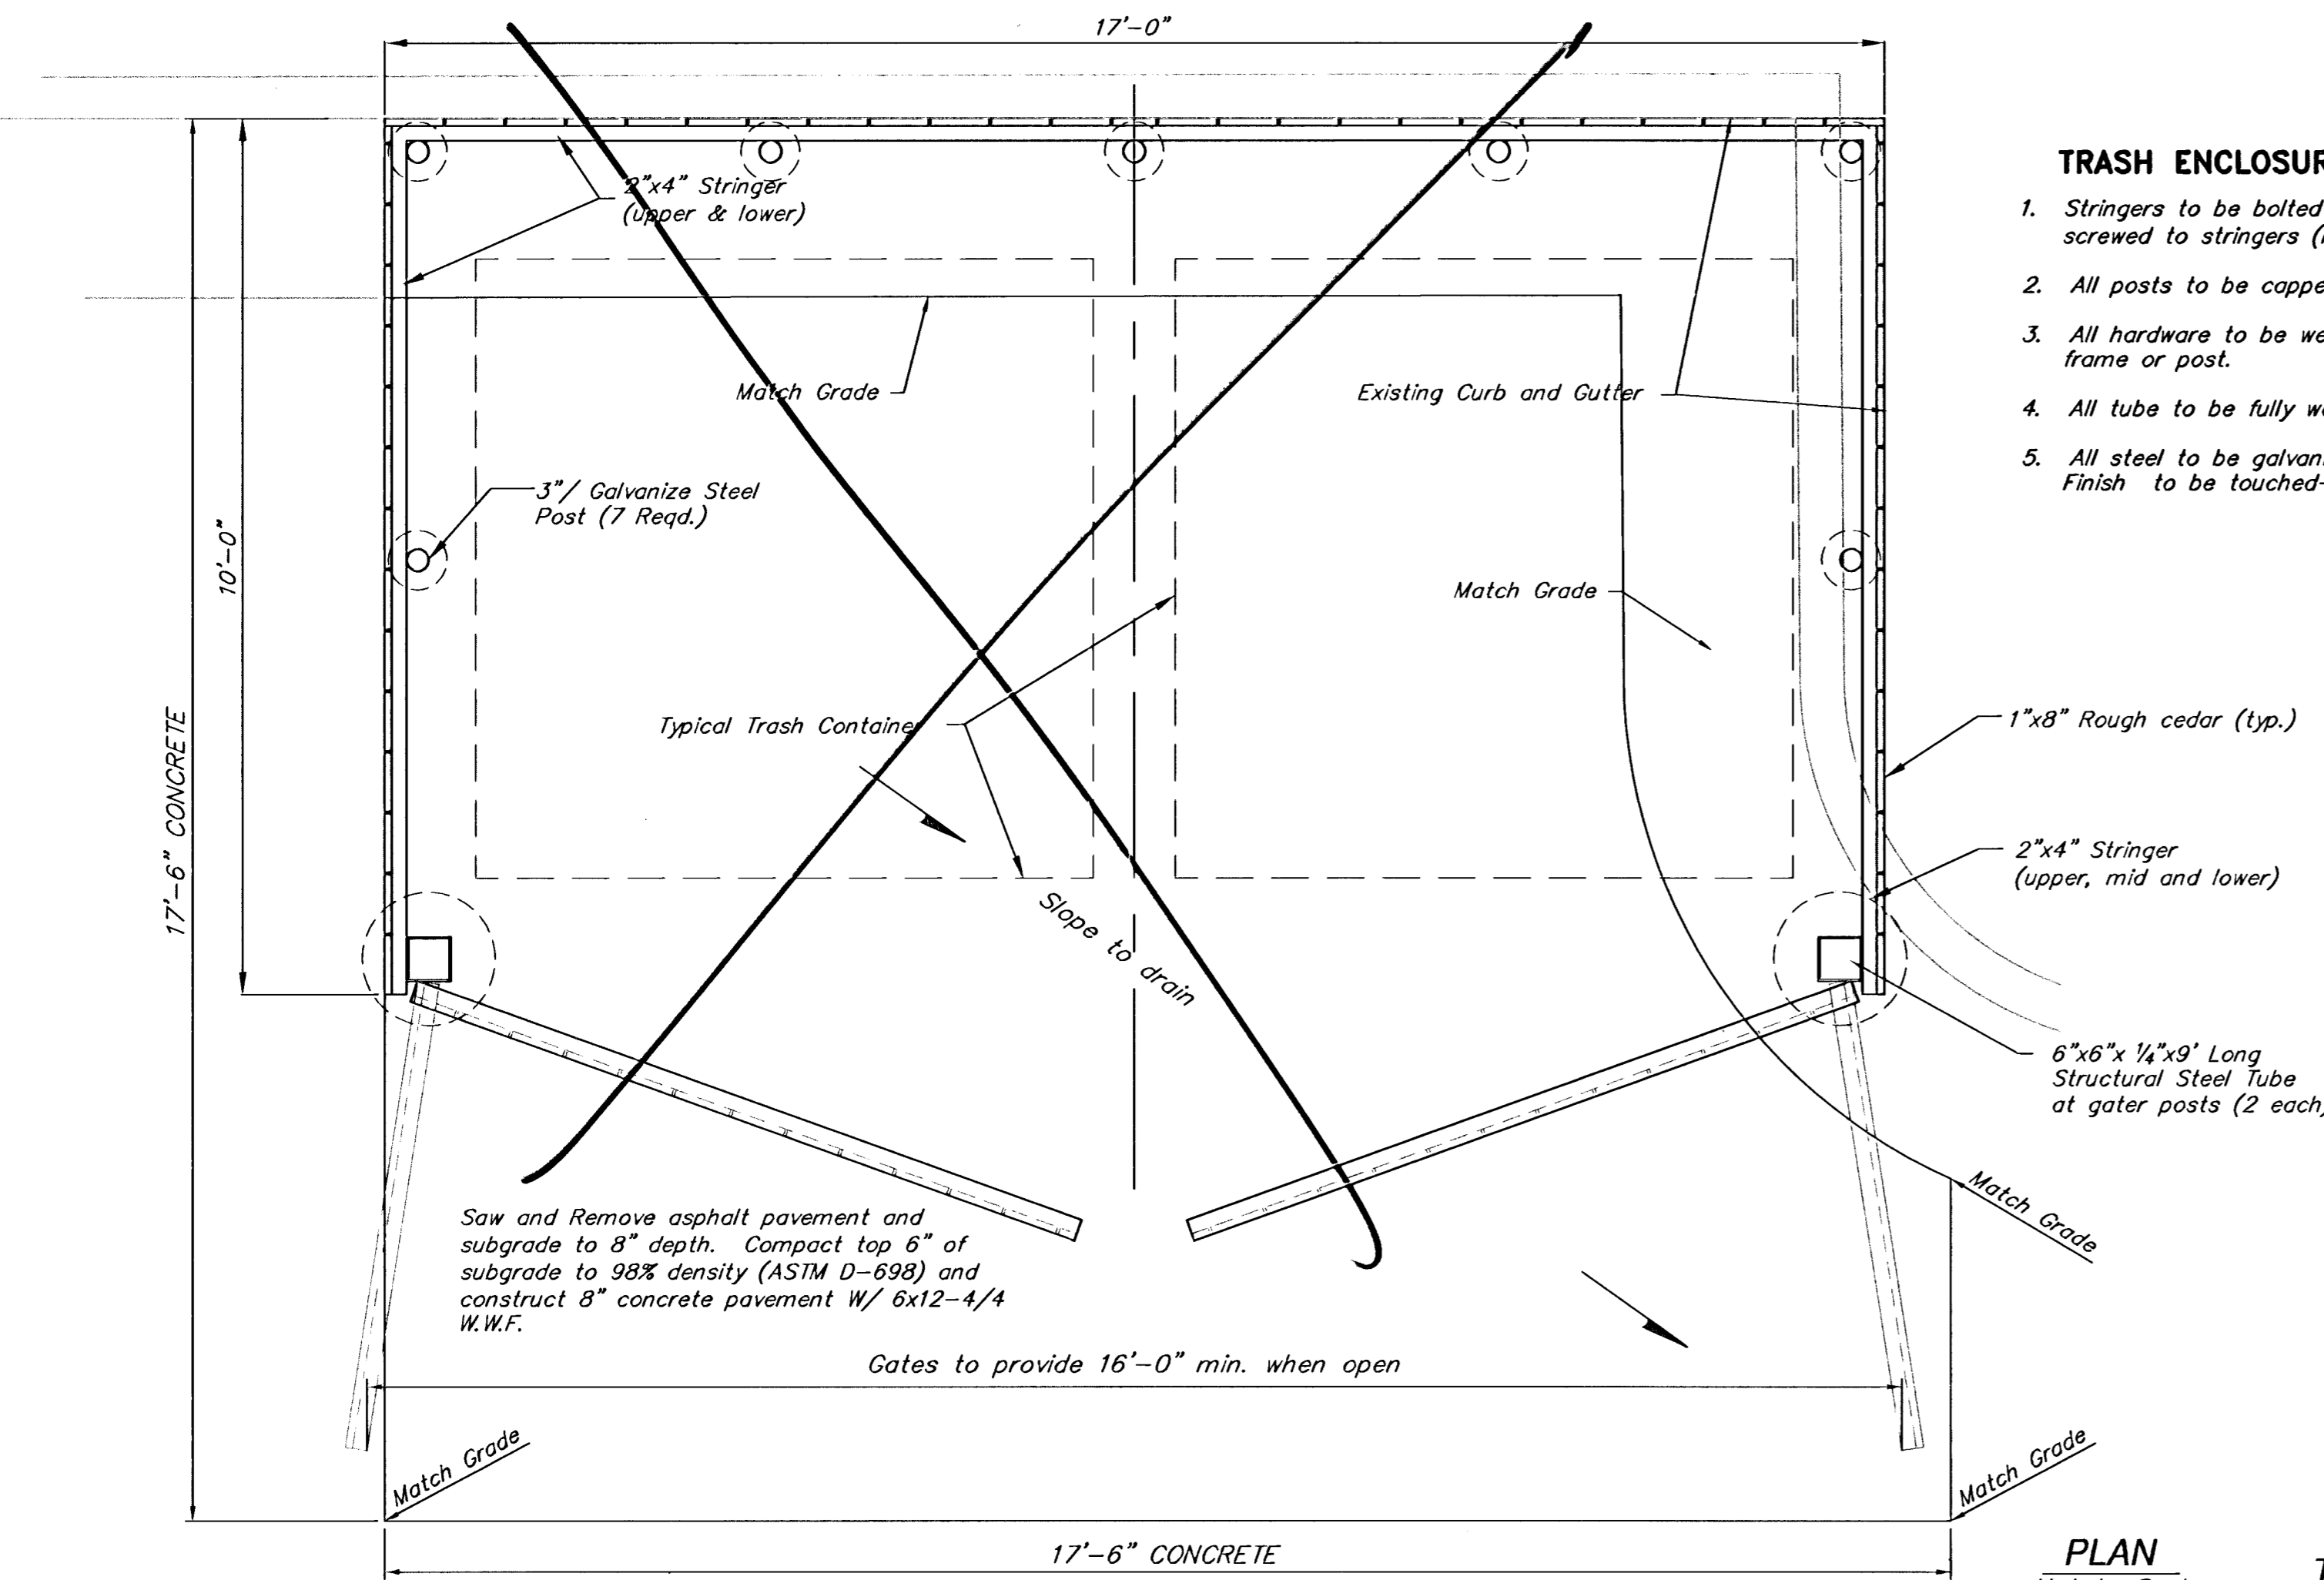 17'-0"
2"x4" Stringer
(upper & lower)
TRASH ENCLOSUR
1. Stringers to be bolted
screwed to stringers (
2. All posts to be cappe
3. All hardware to be we
frame or post.
4. All tube to be fully w
5. All steel to be galvan
Finish to be touched-
Match Grade
Existing Curb and Gutter
3"/ Galvanize Steel
Post (7 Reqd.)
10'-0"
Match Grade
17'-6" CONCRETE
Typical Trash Containe
1"x8" Rough cedar (typ.)
2"x4" Stringer
(upper, mid and lower)
Slope to drain
6"x6"x 1/4"x9' Long
Structural Steel Tube
at gater posts (2 each)
Match Grade
Saw and Remove asphalt pavement and
subgrade to 8" depth. Compact top 6" of
subgrade to 98% density (ASTM D-698) and
construct 8" concrete pavement W/ 6x12-4/4
W.W.F.
Gates to provide 16'-0" min. when open
Match Grade
Match Grade
17'-6" CONCRETE
PLAN